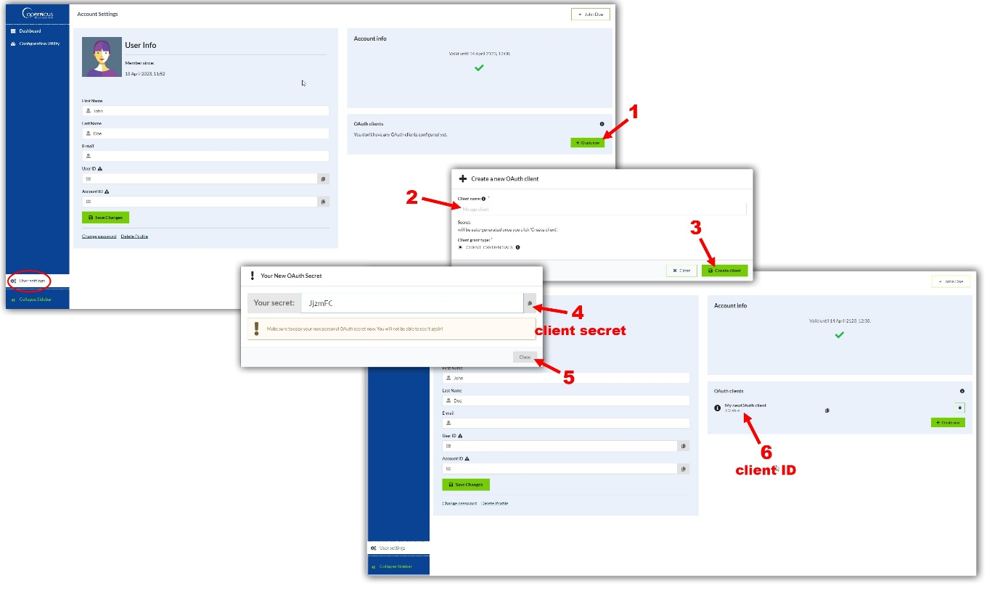 Copernicus
Account Settings
John Doe
Dashboard
Configuration Utility
User Info
Member since:
13 April 2023, 11:52
First Name
John
Last Name
Doe
E-mail
User ID
Account ID
Save Changes
Change password Delete Profile
User settings
Collapse Sidebar
Account info
Valid until 14 April 2123, 12:08.
OAuth clients
You don't have any OAuth clients configured yet.
Create new
1
Create a new OAuth client
Client name: *
My app client
2
Secret:
will be autogenerated once you click 'Create client'.
Client grant type: *
CLIENT_CREDENTIALS
3
Close
Create client
Your New OAuth Secret
Your secret: JjzmFC
4
client secret
Make sure to copy your new personal OAuth secret now. You will not be able to see it again!
Close
5
John Doe
Account info
Valid until 14 April 2123, 12:08.
First Name
John
Last Name
Doe
E-mail
User ID
Account ID
Save Changes
Change password Delete Profile
User settings
Collapse Sidebar
OAuth clients
My newOAuth client
ID: sh-e
Create new
6
client ID